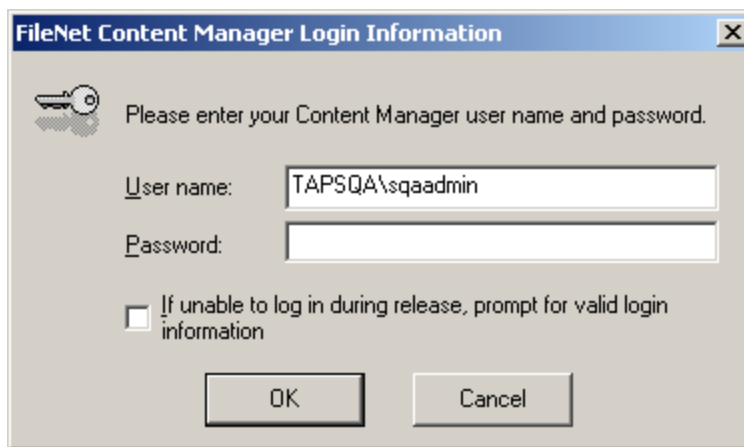 FileNet Content Manager Login Information
Please enter your Content Manager user name and password.
User name:
TAPSQA\sqaadmin
Password:
If unable to log in during release, prompt for valid login
information
OK
Cancel